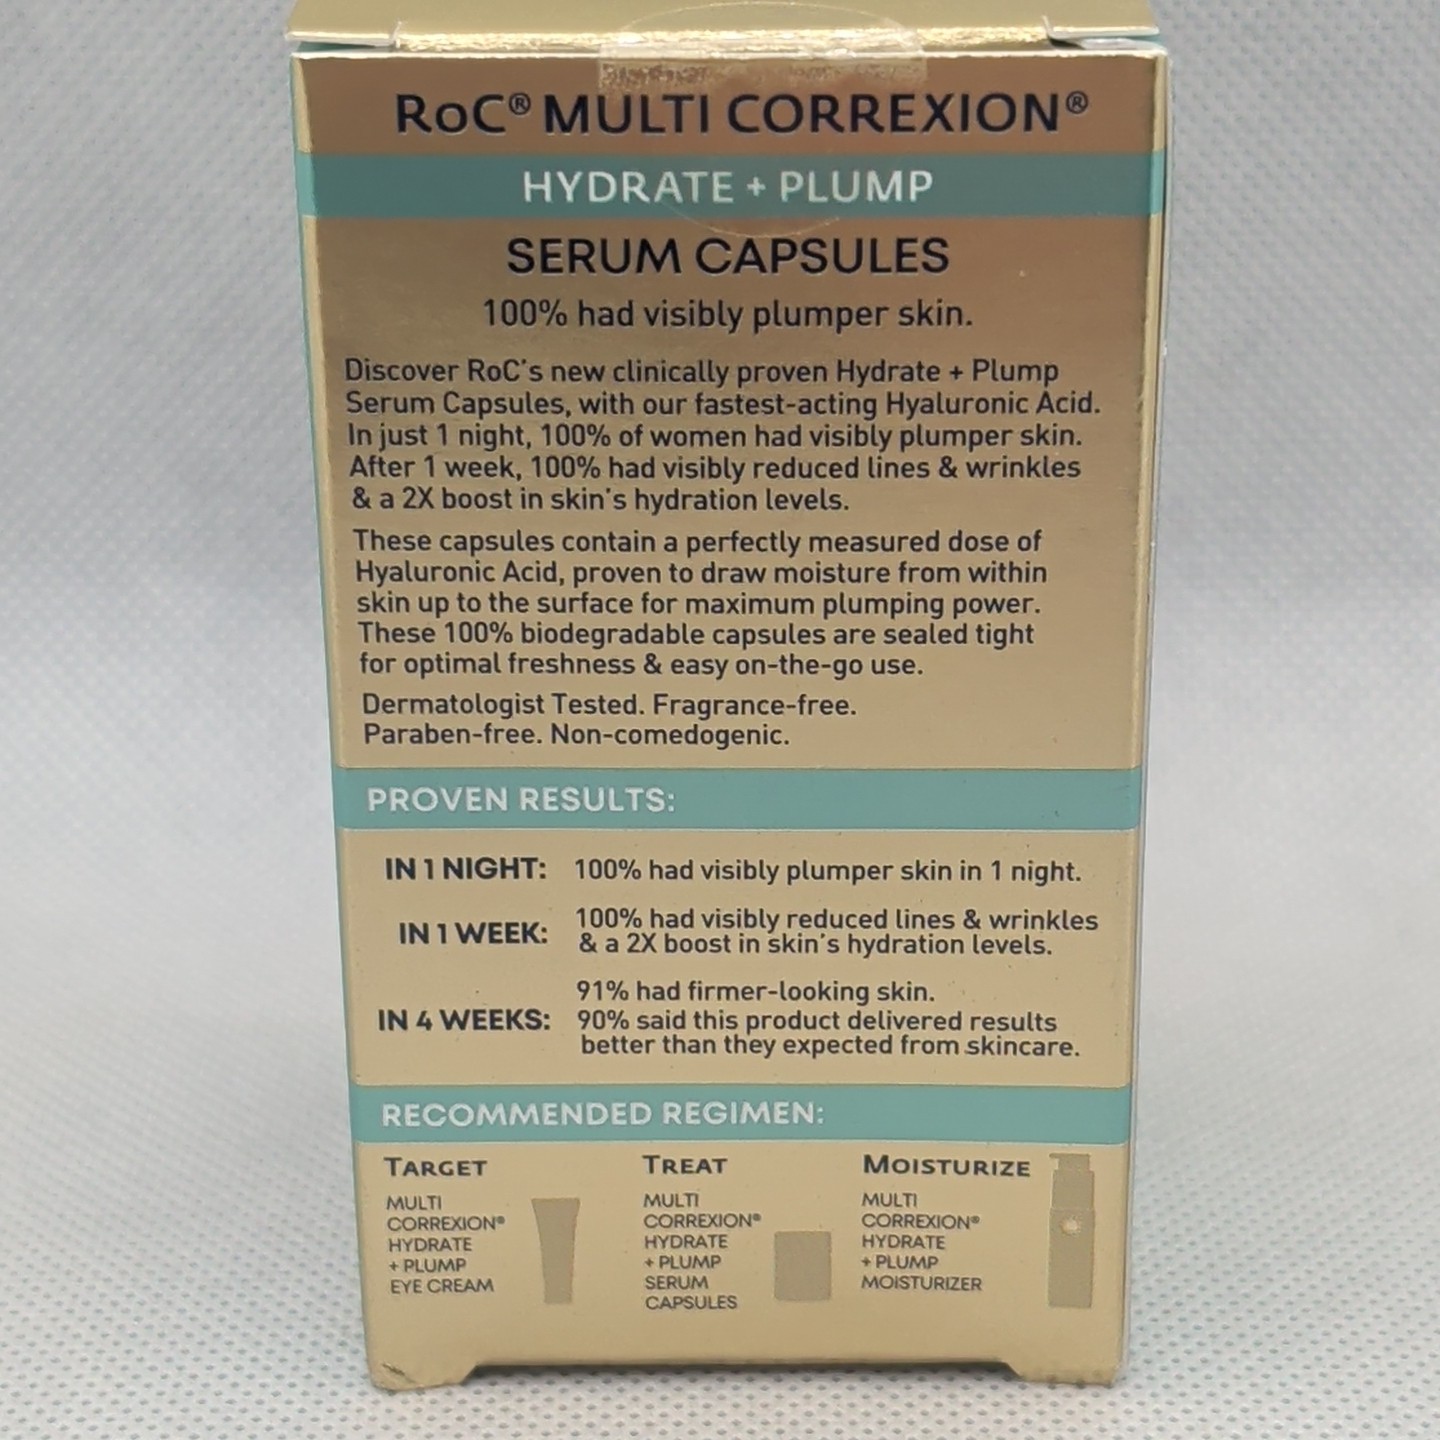 RoC® MULTI CORREXION®
HYDRATE + PLUMP
SERUM CAPSULES
100% had visibly plumper skin.
Discover RoC's new clinically proven Hydrate + Plump
Serum Capsules, with our fastest-acting Hyaluronic Acid.
In just 1 night, 100% of women had visibly plumper skin.
After 1 week, 100% had visibly reduced lines & wrinkles
& a 2X boost in skin's hydration levels.
These capsules contain a perfectly measured dose of
Hyaluronic Acid, proven to draw moisture from within
skin up to the surface for maximum plumping power.
These 100% biodegradable capsules are sealed tight
for optimal freshness & easy on-the-go use.
Dermatologist Tested. Fragrance-free.
Paraben-free. Non-comedogenic.
PROVEN RESULTS:
IN 1 NIGHT: 100% had visibly plumper skin in 1 night.
IN 1 WEEK: 100% had visibly reduced lines & wrinkles
& a 2X boost in skin's hydration levels.
IN 4 WEEKS: 91% had firmer-looking skin.
90% said this product delivered results
better than they expected from skincare.
RECOMMENDED REGIMEN:
TARGET
MULTI
CORREXION®
HYDRATE
+ PLUMP
EYE CREAM
TREAT
MULTI
CORREXION®
HYDRATE
+ PLUMP
SERUM
CAPSULES
MOISTURIZE
MULTI
CORREXION®
HYDRATE
+ PLUMP
MOISTURIZER